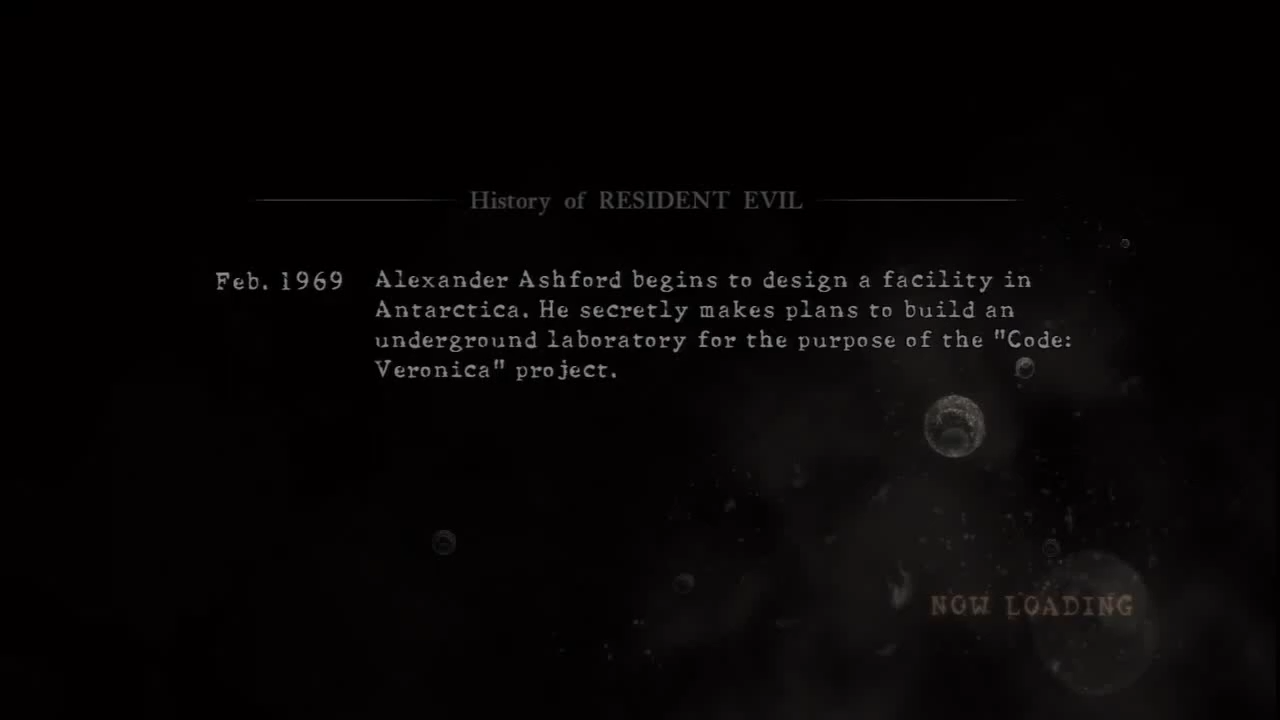 History of RESIDENT EVIL
Feb. 1969 Alexander Ashford begins to design a facility in
Antarctica. He secretly makes plans to build an
underground laboratory for the purpose of the "Code:
Veronica" project.
NOW LOADING